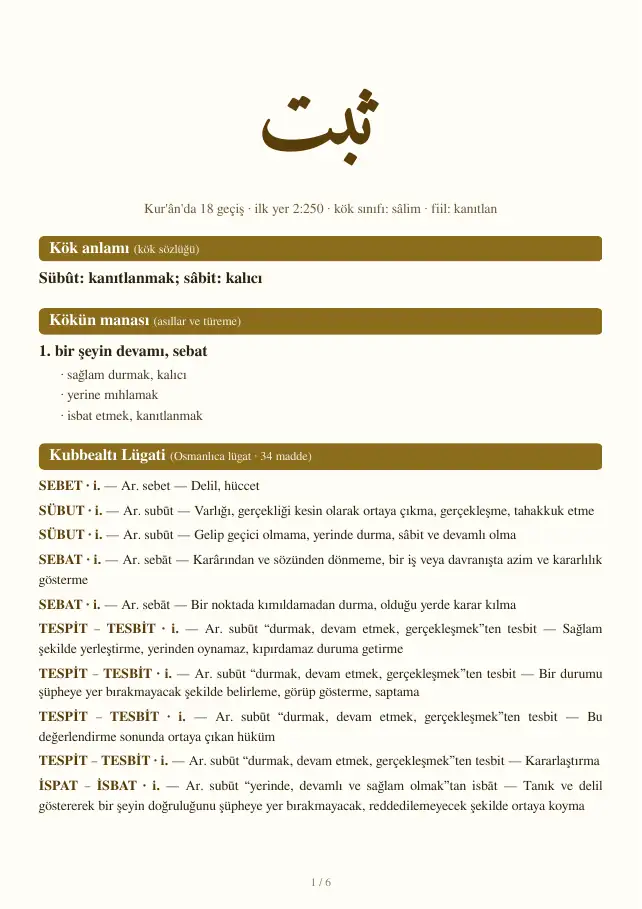 ثبت
Kur'ân'da 18 geçiş · ilk yer 2:250 · kök sınıfı: sâlim · fiil: kanıtlan
Kök anlamı (kök sözlüğü)
Sübût: kanıtlanmak; sâbit: kalıcı
Kökün manası (asıllar ve türeme)
1. bir şeyin devamı, sebat
· sağlam durmak, kalıcı
· yerine mıhlamak
· isbat etmek, kanıtlanmak
Kubbealtı Lügati (Osmanlıca lügat · 34 madde)
SEBET · i. — Ar. sebet — Delil, hüccet
SÜBUT · i. — Ar. subūt — Varlığı, gerçekliği kesin olarak ortaya çıkma, gerçekleşme, tahakkuk etme
SÜBUT · i. — Ar. subūt — Gelip geçici olmama, yerinde durma, sâbit ve devamlı olma
SEBAT · i. — Ar. sebāt — Karârından ve sözünden dönmeme, bir iş veya davranışta azim ve kararlılık
gösterme
SEBAT · i. — Ar. sebāt — Bir noktada kımıldamadan durma, olduğu yerde karar kılma
TESPİT – TESBİT · i. — Ar. subūt “durmak, devam etmek, gerçekleşmek”ten tesbit — Sağlam
şekilde yerleştirme, yerinden oynamaz, kıpırdamaz duruma getirme
TESPİT – TESBİT · i. — Ar. subūt “durmak, devam etmek, gerçekleşmek”ten tesbit — Bir durumu
şüpheye yer bırakmayacak şekilde belirleme, görüp gösterme, saptama
TESPİT – TESBİT · i. — Ar. subūt “durmak, devam etmek, gerçekleşmek”ten tesbit — Bu
değerlendirme sonunda ortaya çıkan hüküm
TESPİT – TESBİT · i. — Ar. subūt “durmak, devam etmek, gerçekleşmek”ten tesbit — Kararlaştırma
İSPAT – İSBAT · i. — Ar. subūt “yerinde, devamlı ve sağlam olmak”tan isbāt — Tanık ve delil
göstererek bir şeyin doğruluğunu şüpheye yer bırakmayacak, reddedilemeyecek şekilde ortaya koyma
1 / 6